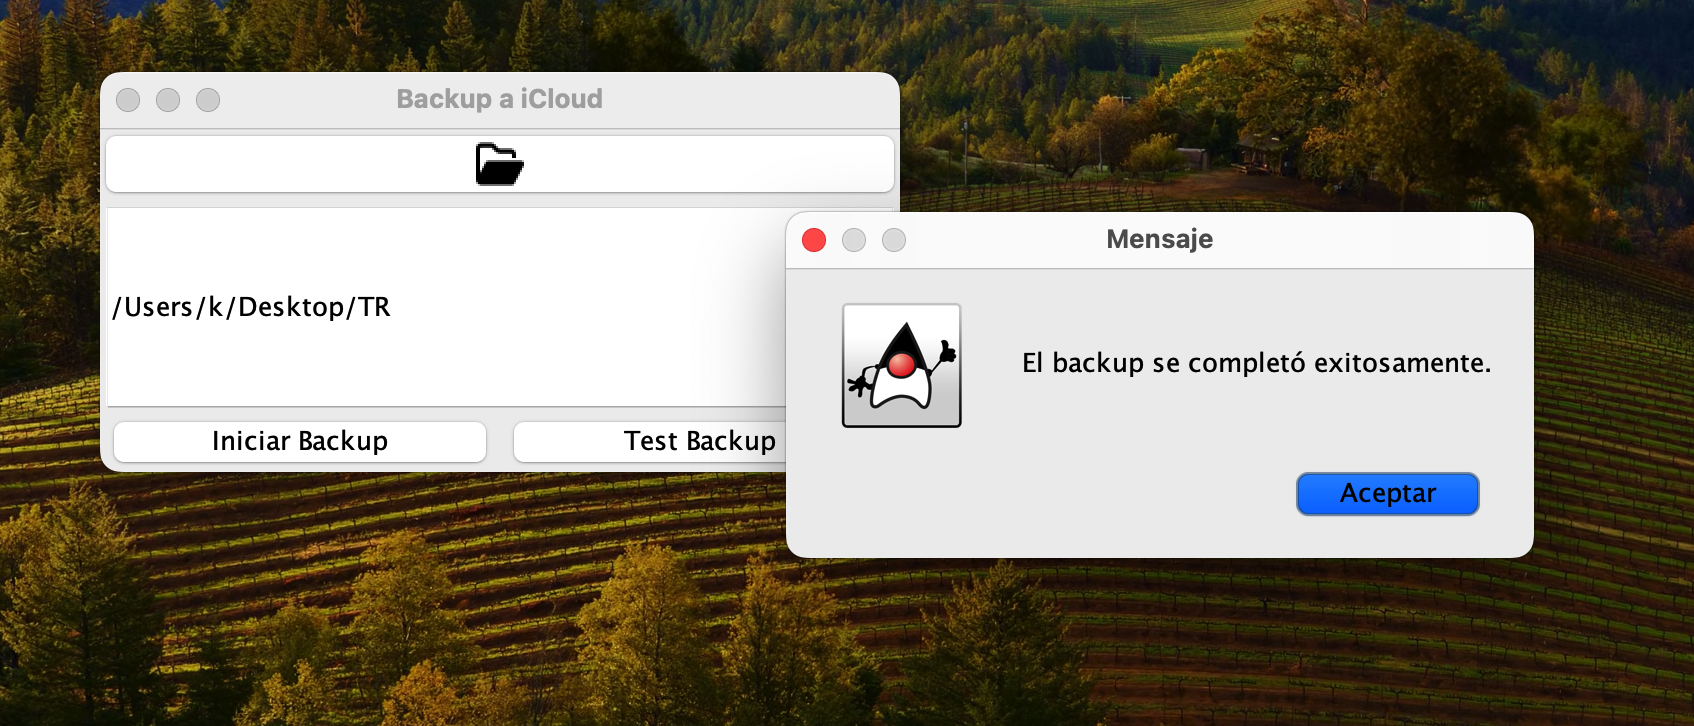 Backup a iCloud
/Users/k/Desktop/TR
Iniciar Backup
Test Backup
Mensaje
El backup se completó exitosamente.
Aceptar